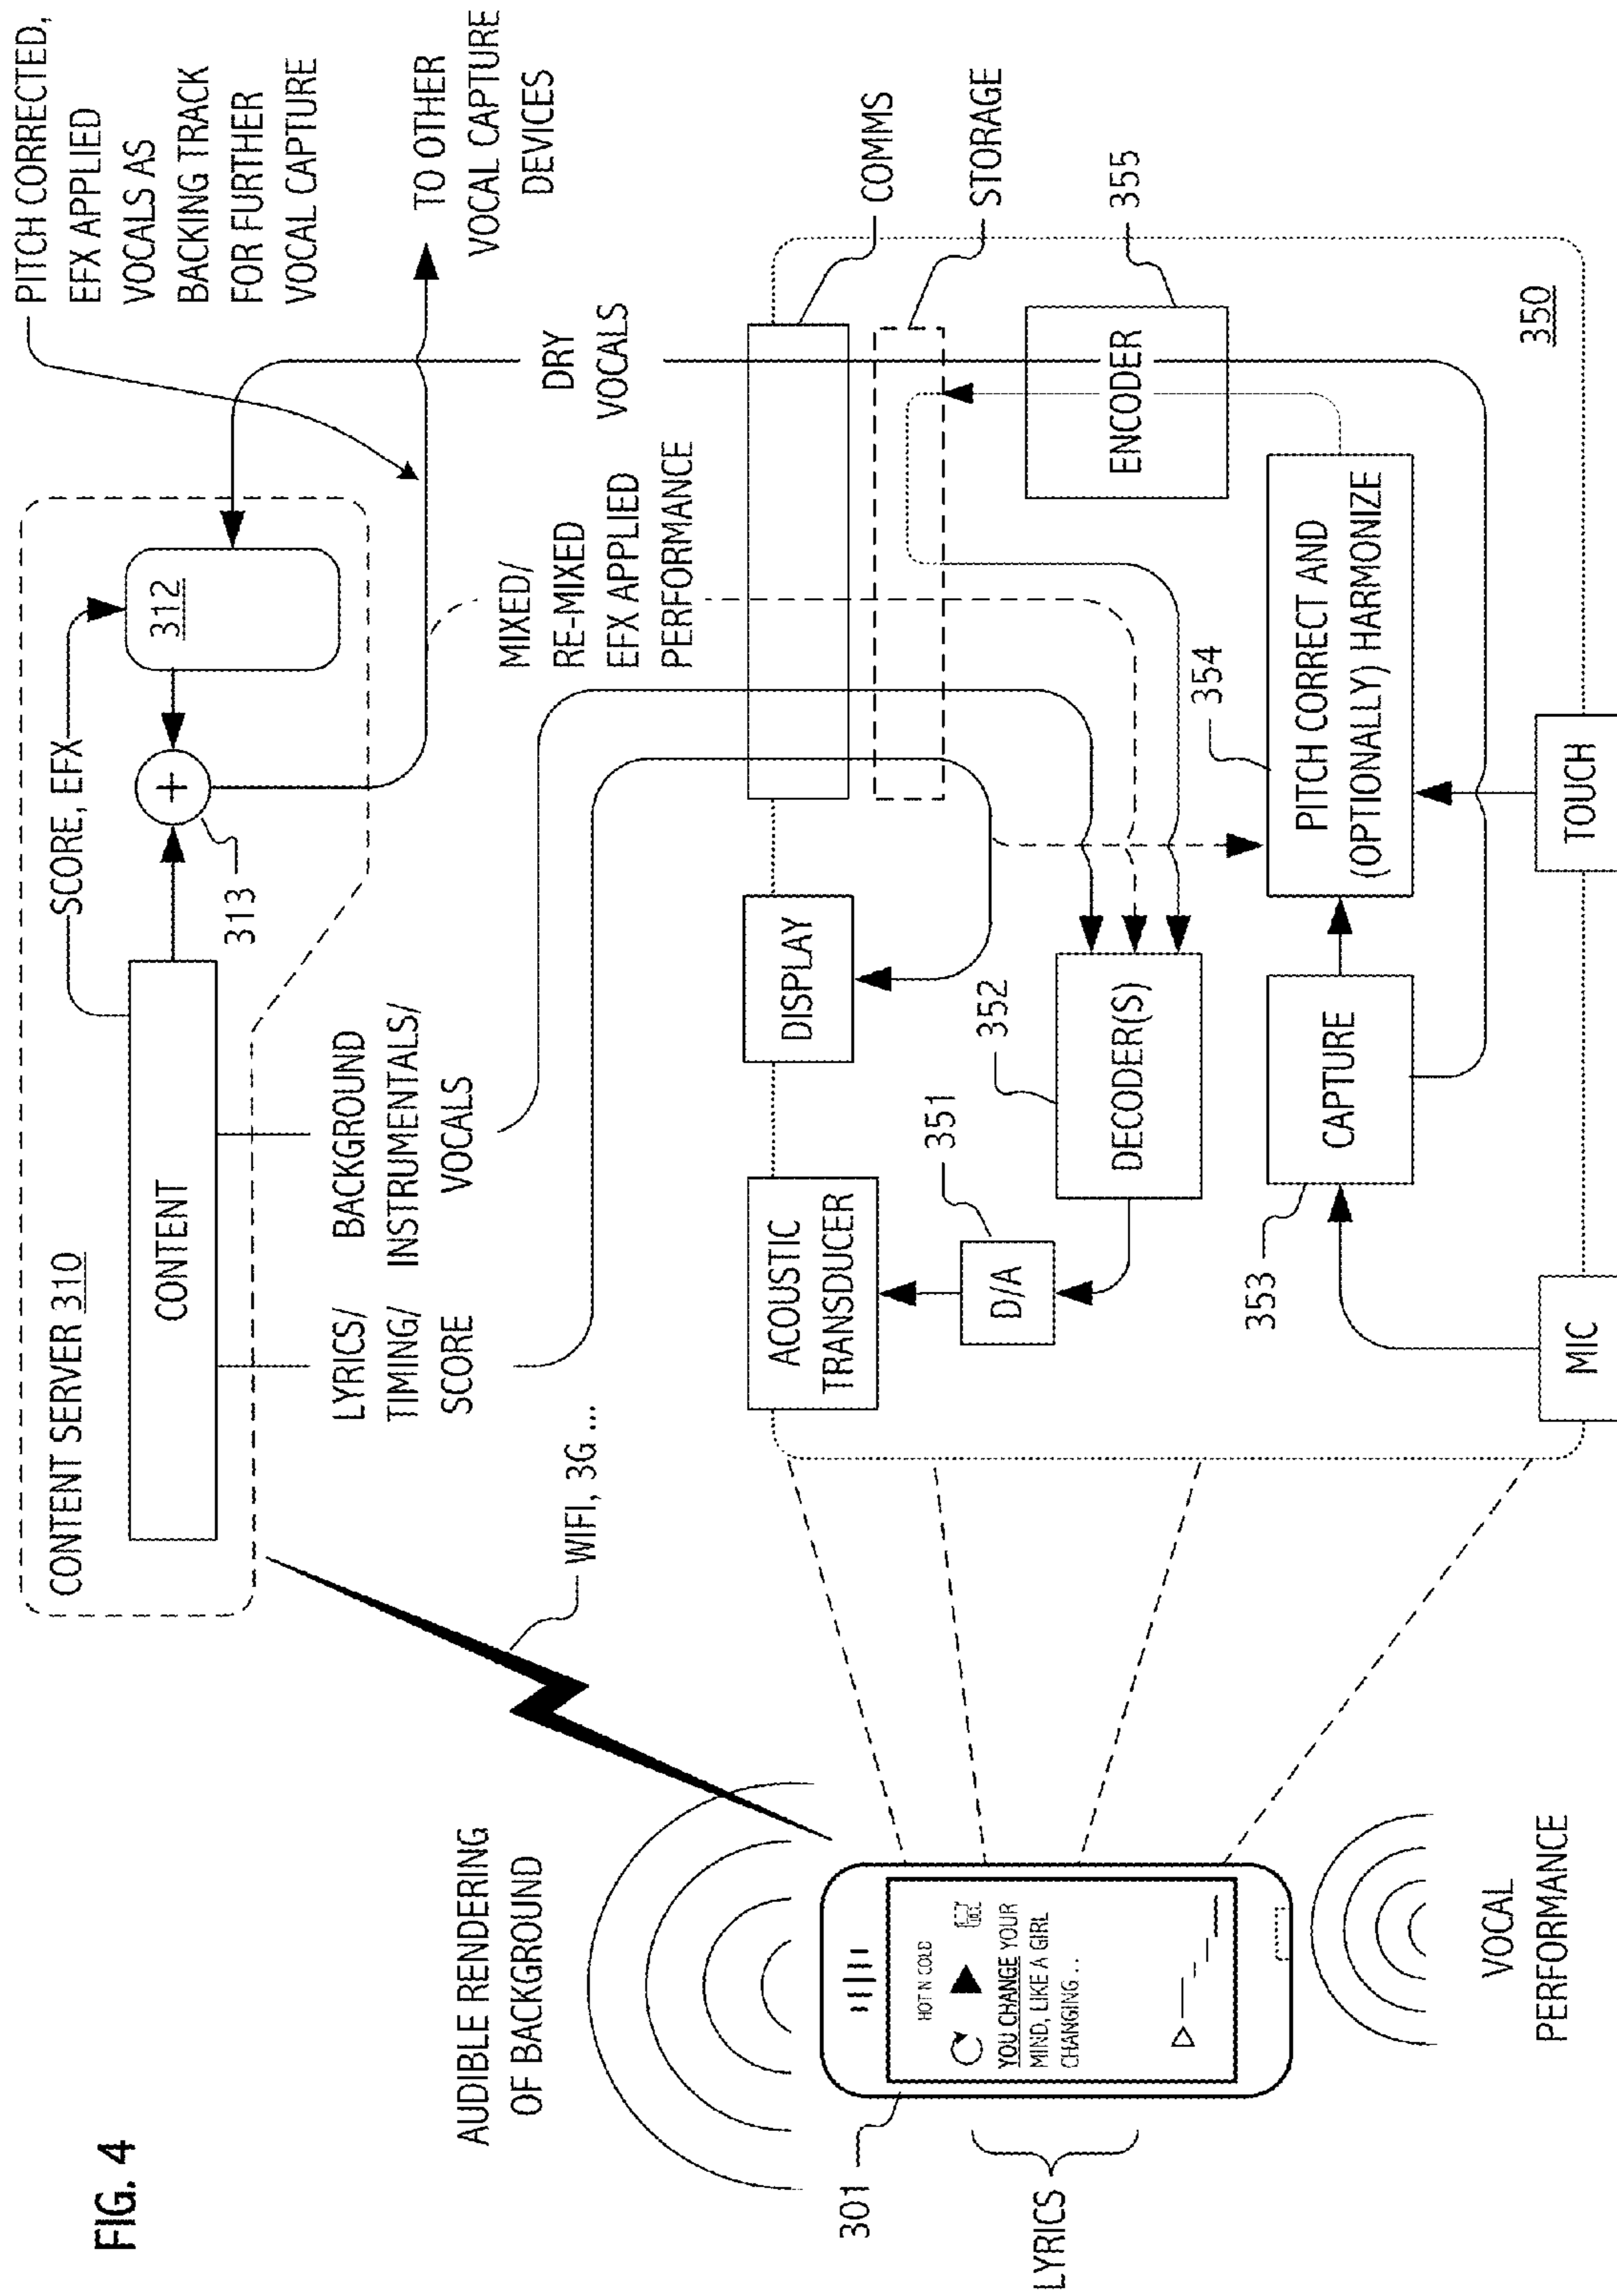 FIG. 4
CONTENT SERVER 310
CONTENT
SCORE, EFX
312
+
313
PITCH CORRECTED,
EFX APPLIED
VOCALS AS
BACKING TRACK
FOR FURTHER
VOCAL CAPTURE
TO OTHER
VOCAL CAPTURE
DEVICES
LYRICS/
TIMING/
SCORE
BACKGROUND
INSTRUMENTALS/
VOCALS
MIXED/
RE-MIXED
EFX APPLIED
PERFORMANCE
DRY
VOCALS
WIFI, 3G ...
AUDIBLE RENDERING
OF BACKGROUND
301
LYRICS
HOT N COLD
YOU CHANGE YOUR
MIND, LIKE A GIRL
CHANGING ...
VOCAL
PERFORMANCE
ACOUSTIC
TRANSDUCER
DISPLAY
COMMS
STORAGE
D/A
351
352
DECODER(S)
ENCODER
355
353
CAPTURE
354
PITCH CORRECT AND
(OPTIONALLY) HARMONIZE
350
MIC
TOUCH